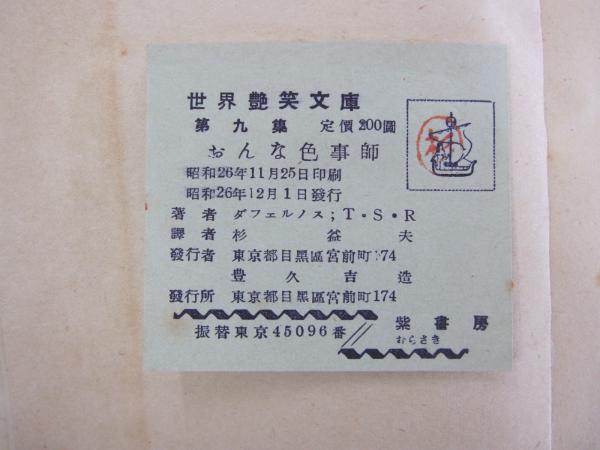 世界艶笑文庫
第九集 定價200圓
おんな色事師
昭和26年11月25日印刷
昭和26年12月1日發行
著者 ダフェルノス;T・S・R
譯者 杉益夫
發行者 東京都目黑區宮前町174
豊久吉造
發行所 東京都目黑區宮前町174
振替東京45096番
紫書房
むらさき